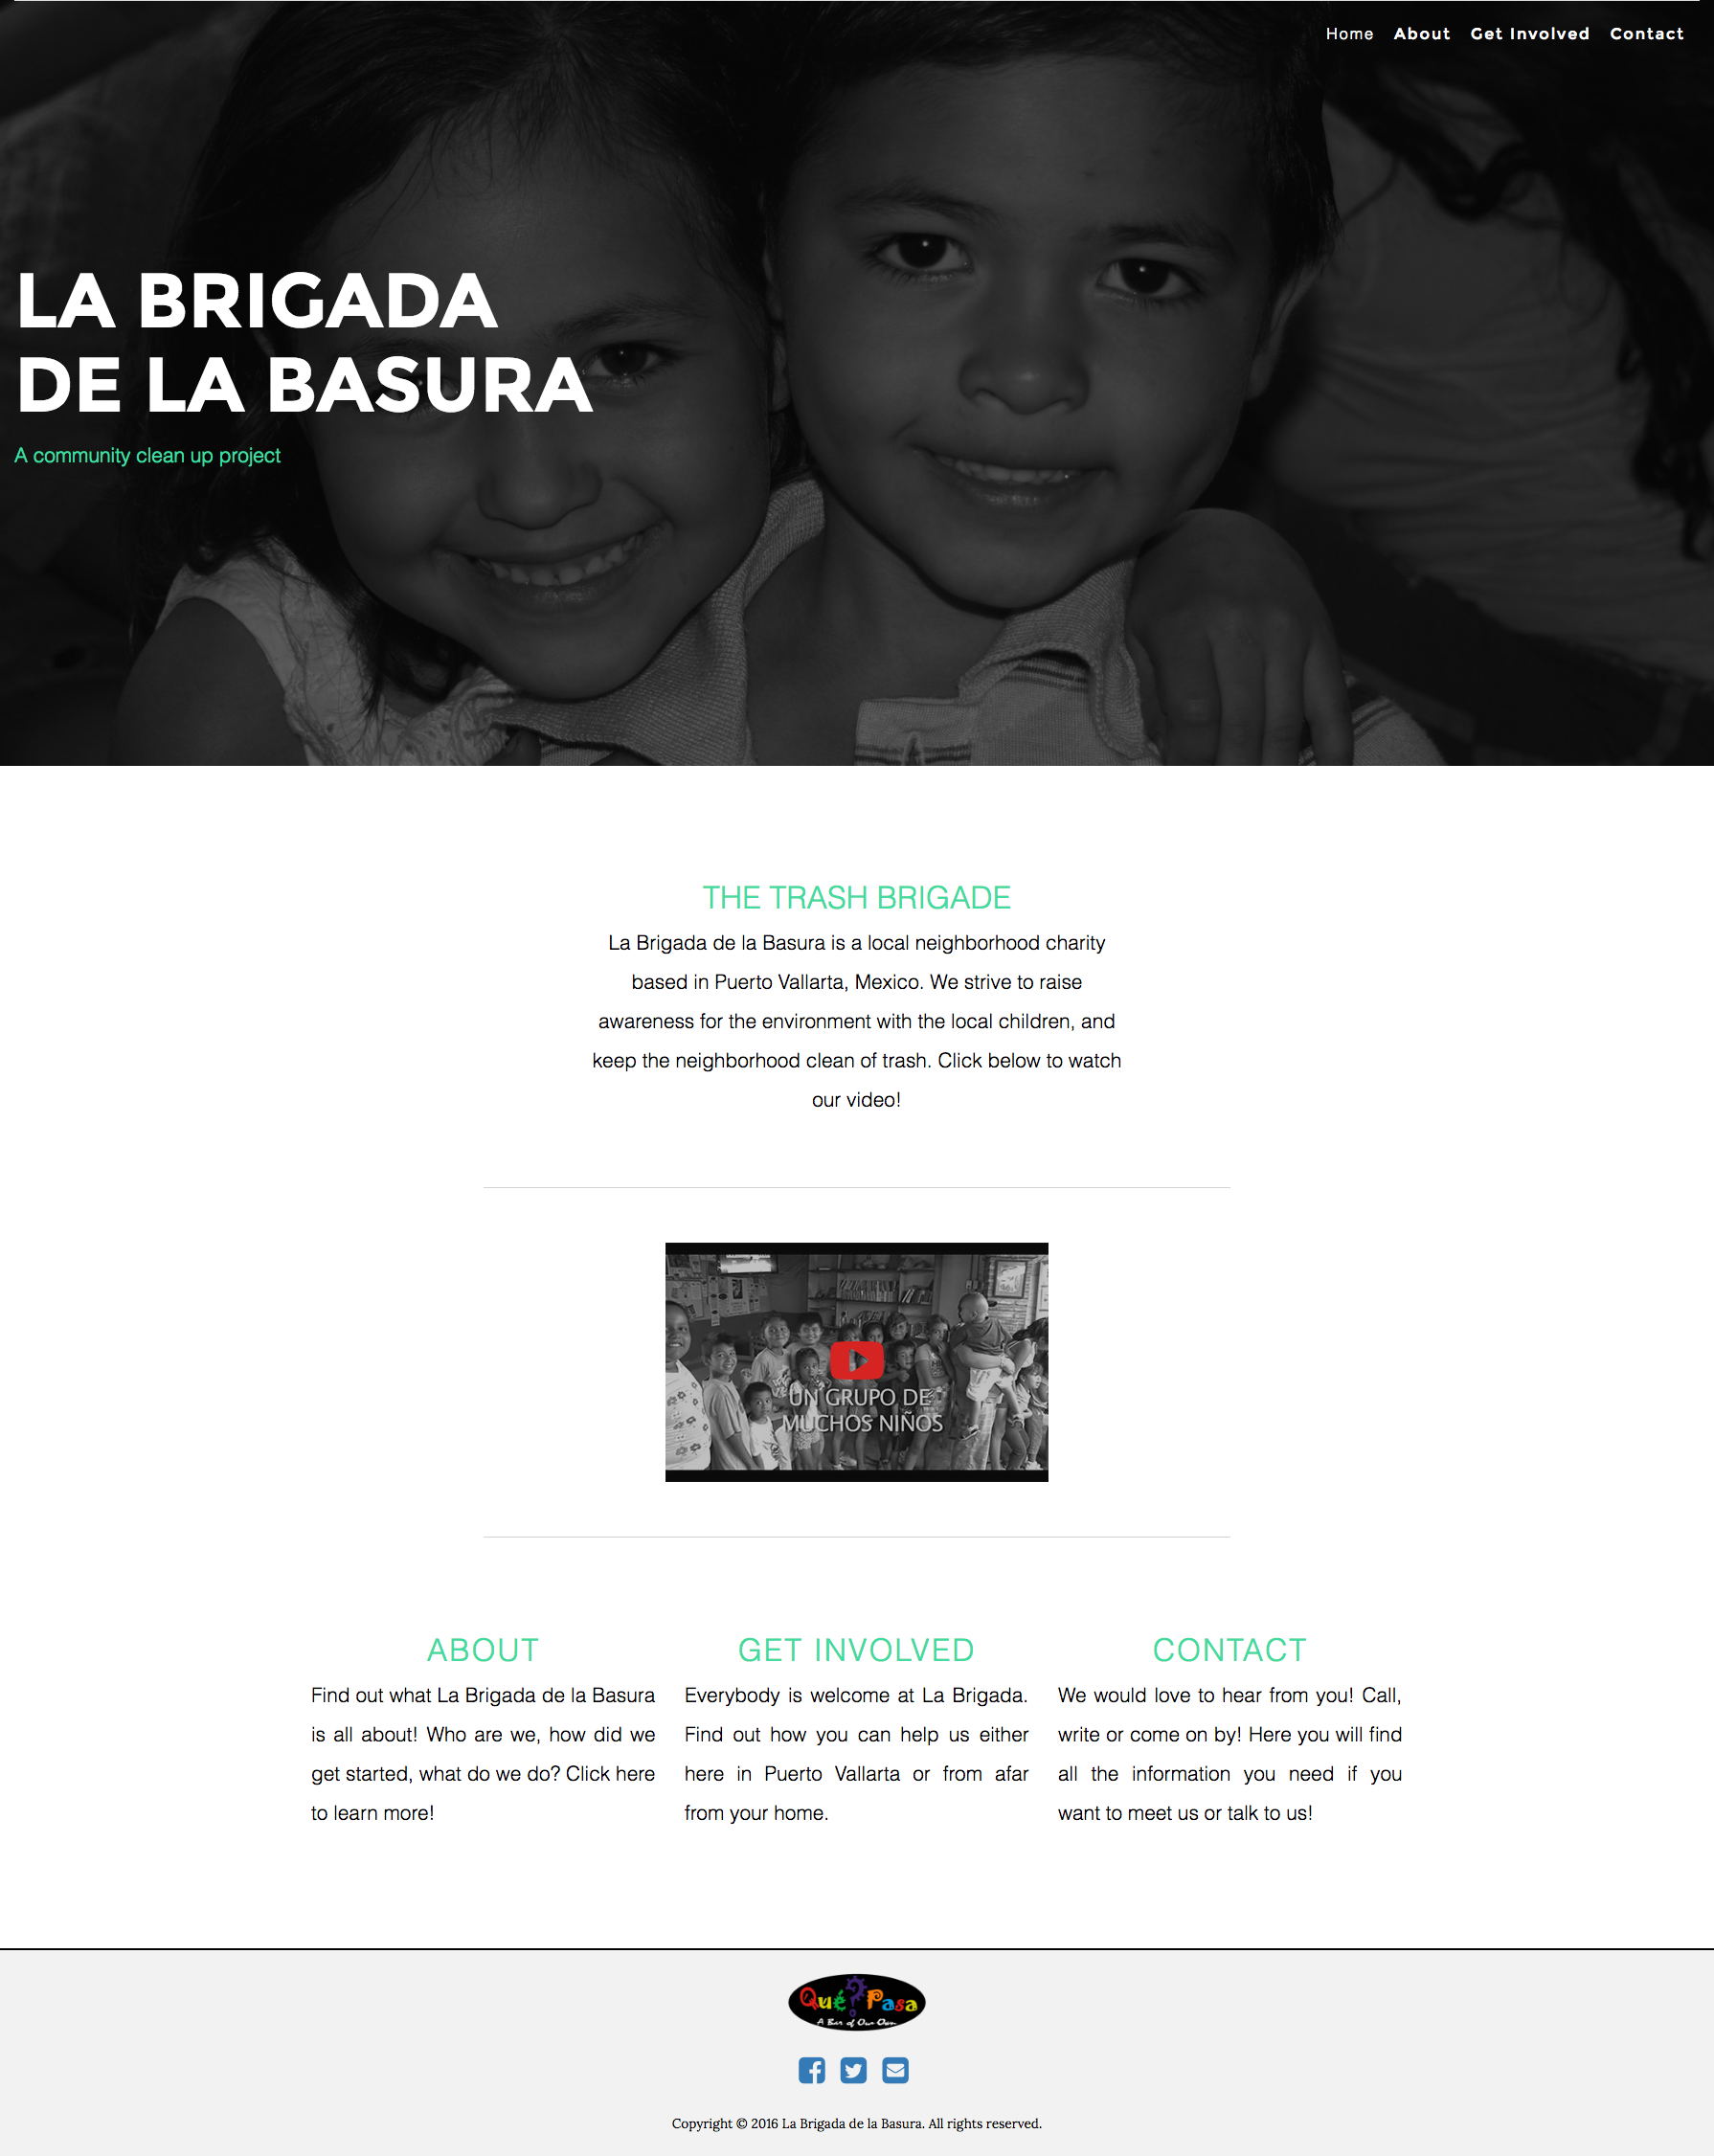 Home About Get Involved Contact
LA BRIGADA
DE LA BASURA
A community clean up project
THE TRASH BRIGADE
La Brigada de la Basura is a local neighborhood charity
based in Puerto Vallarta, Mexico. We strive to raise
awareness for the environment with the local children, and
keep the neighborhood clean of trash. Click below to watch
our video!
UN GRUPO DE
MUCHOS NIÑOS
ABOUT
Find out what La Brigada de la Basura
is all about! Who are we, how did we
get started, what do we do? Click here
to learn more!
GET INVOLVED
Everybody is welcome at La Brigada.
Find out how you can help us either
here in Puerto Vallarta or from afar
from your home.
CONTACT
We would love to hear from you! Call,
write or come on by! Here you will find
all the information you need if you
want to meet us or talk to us!
Qué? Pasa
A Bar of Our Own
Copyright © 2016 La Brigada de la Basura. All rights reserved.